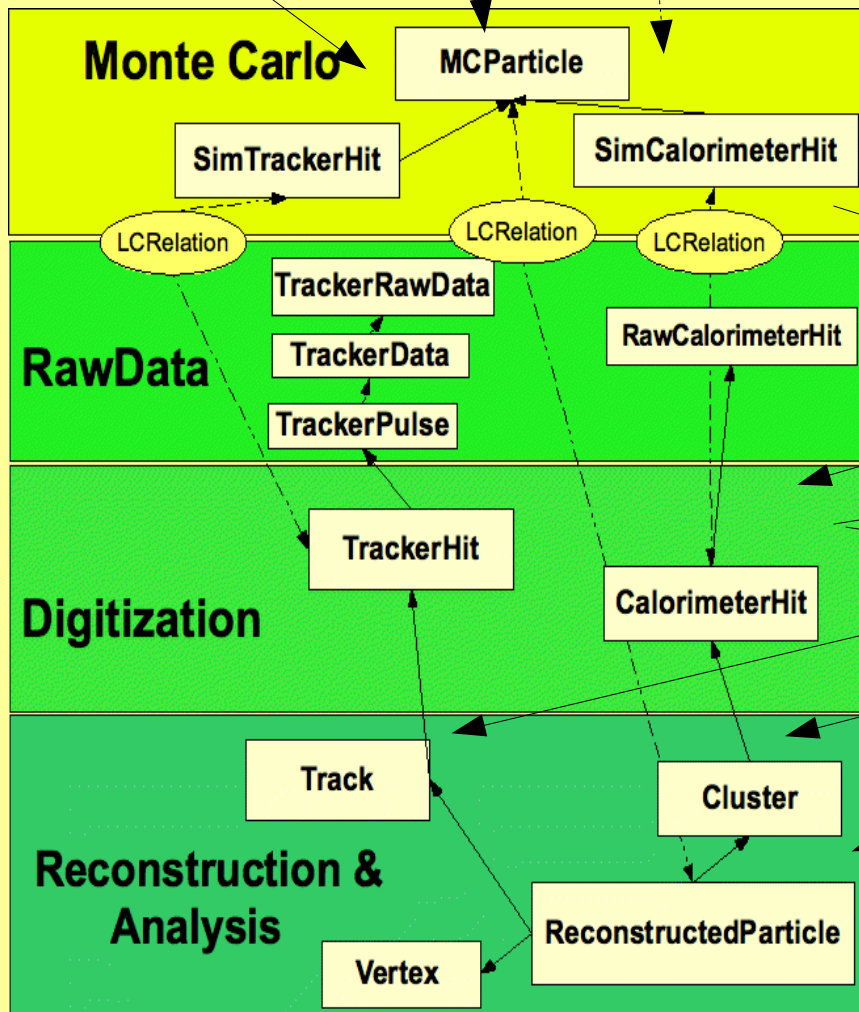 Monte Carlo
MCParticle
SimTrackerHit
SimCalorimeterHit
LCRelation
LCRelation
LCRelation
TrackerRawData
RawCalorimeterHit
TrackerData
RawData
TrackerPulse
TrackerHit
CalorimeterHit
Digitization
Track
Cluster
Reconstruction &
Analysis
ReconstructedParticle
Vertex